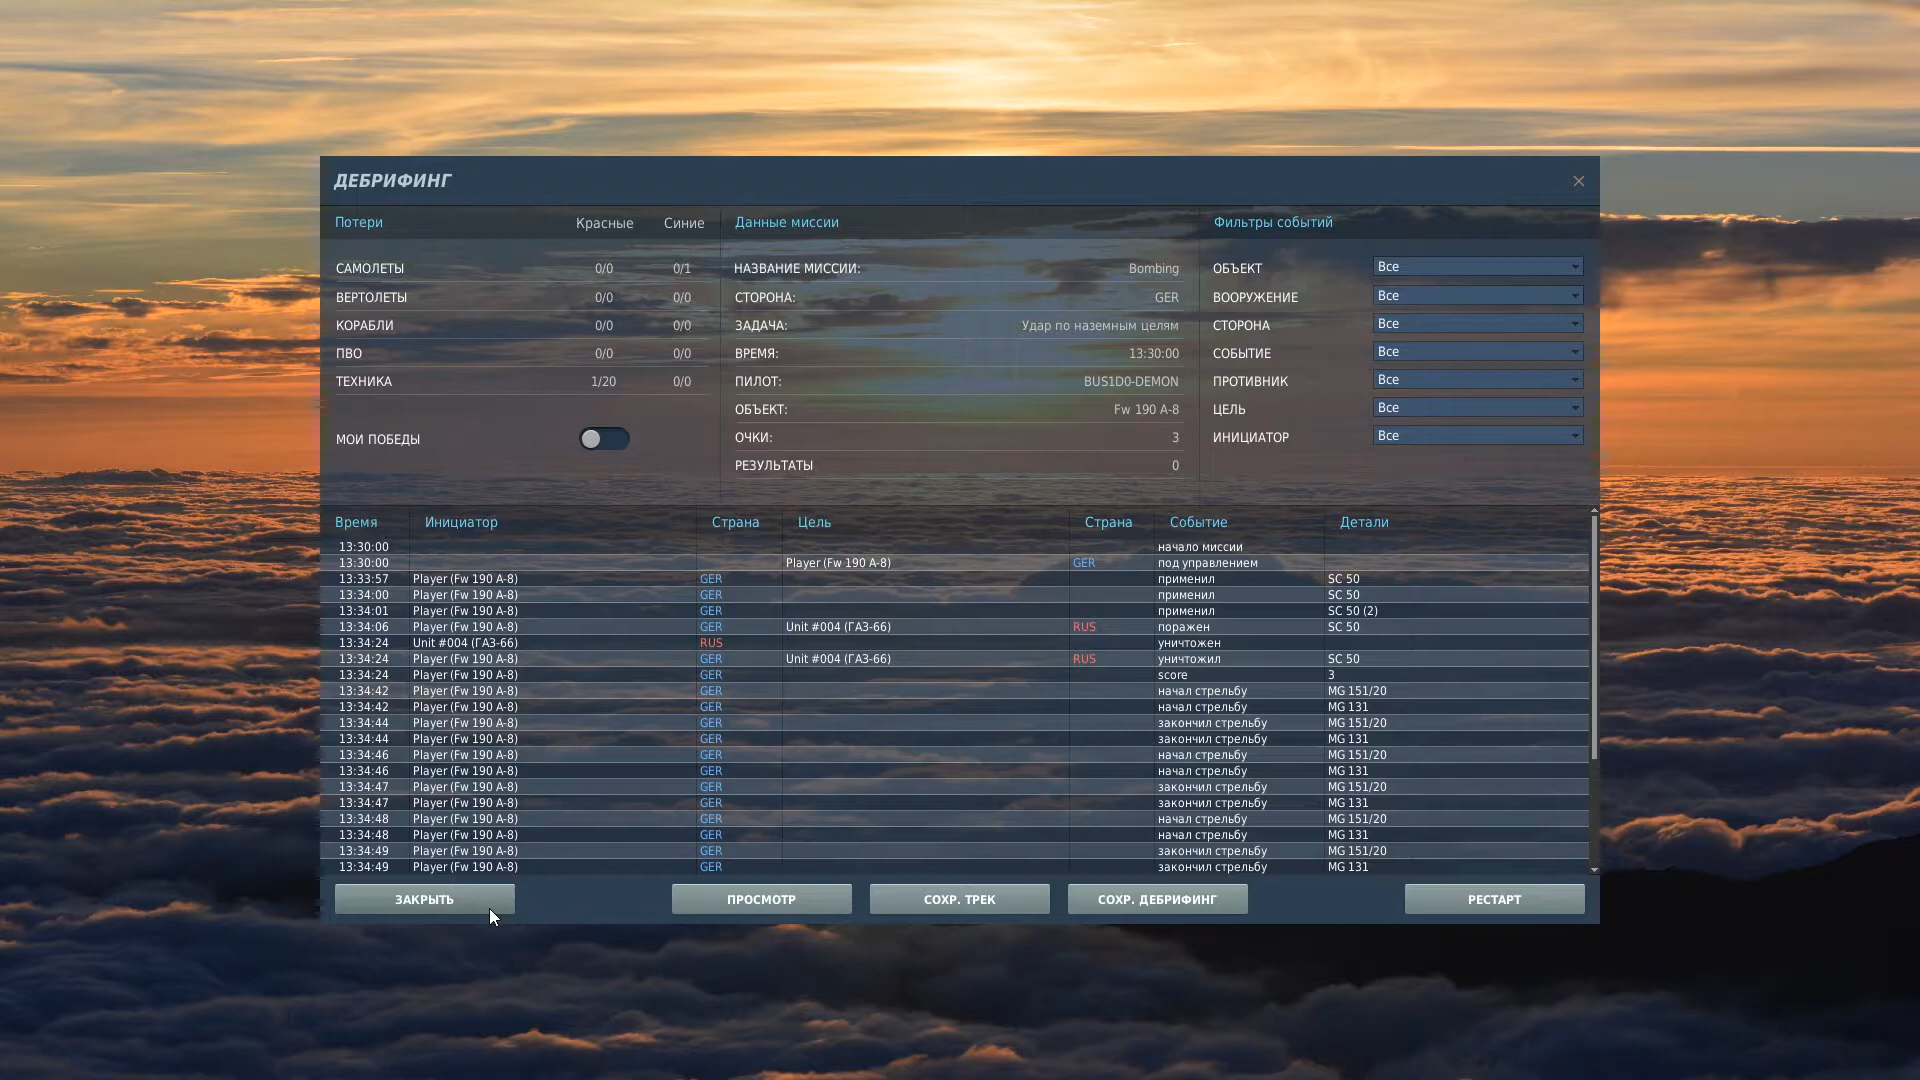 ДЕБРИФИНГ
Потери Красные Синие
САМОЛЕТЫ 0/0 0/1
ВЕРТОЛЕТЫ 0/0 0/0
КОРАБЛИ 0/0 0/0
ПВО 0/0 0/0
ТЕХНИКА 1/20 0/0
МОИ ПОБЕДЫ
Данные миссии
НАЗВАНИЕ МИССИИ: Bombing
СТОРОНА: GER
ЗАДАЧА: Удар по наземным целям
ВРЕМЯ: 13:30:00
ПИЛОТ: BUS1D0-DEMON
ОБЪЕКТ: Fw 190 A-8
ОЧКИ: 3
РЕЗУЛЬТАТЫ 0
Фильтры событий
ОБЪЕКТ Все
ВООРУЖЕНИЕ Все
СТОРОНА Все
СОБЫТИЕ Все
ПРОТИВНИК Все
ЦЕЛЬ Все
ИНИЦИАТОР Все
Время Инициатор Страна Цель Страна Событие Детали
13:30:00 начало миссии
13:30:00 Player (Fw 190 A-8) GER под управлением
13:33:57 Player (Fw 190 A-8) GER применил SC 50
13:34:00 Player (Fw 190 A-8) GER применил SC 50
13:34:01 Player (Fw 190 A-8) GER применил SC 50 (2)
13:34:06 Player (Fw 190 A-8) GER Unit #004 (ГАЗ-66) RUS поражен SC 50
13:34:24 Unit #004 (ГАЗ-66) RUS уничтожен
13:34:24 Player (Fw 190 A-8) GER Unit #004 (ГАЗ-66) RUS уничтожил SC 50
13:34:24 Player (Fw 190 A-8) GER score 3
13:34:42 Player (Fw 190 A-8) GER начал стрельбу MG 151/20
13:34:42 Player (Fw 190 A-8) GER начал стрельбу MG 131
13:34:44 Player (Fw 190 A-8) GER закончил стрельбу MG 151/20
13:34:44 Player (Fw 190 A-8) GER закончил стрельбу MG 131
13:34:46 Player (Fw 190 A-8) GER начал стрельбу MG 151/20
13:34:46 Player (Fw 190 A-8) GER начал стрельбу MG 131
13:34:47 Player (Fw 190 A-8) GER закончил стрельбу MG 151/20
13:34:47 Player (Fw 190 A-8) GER закончил стрельбу MG 131
13:34:48 Player (Fw 190 A-8) GER начал стрельбу MG 151/20
13:34:48 Player (Fw 190 A-8) GER начал стрельбу MG 131
13:34:49 Player (Fw 190 A-8) GER закончил стрельбу MG 151/20
13:34:49 Player (Fw 190 A-8) GER закончил стрельбу MG 131
ЗАКРЫТЬ ПРОСМОТР СОХР. ТРЕК СОХР. ДЕБРИФИНГ РЕСТАРТ